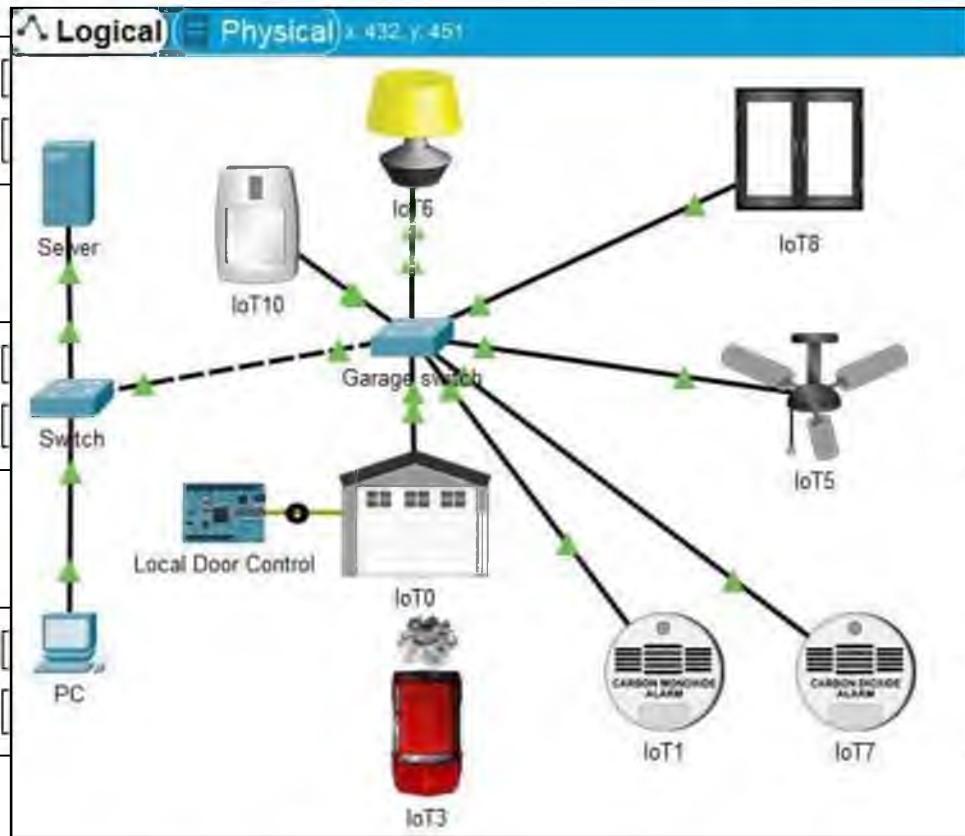 Logical Physical x: 432, y: 451
IoT6
Server
IoT8
IoT10
Garage switch
Switch
IoT5
Local Door Control
IoT0
CARBON MONOXIDE ALARM
CARBON DIOXIDE ALARM
PC
IoT1
IoT7
IoT3